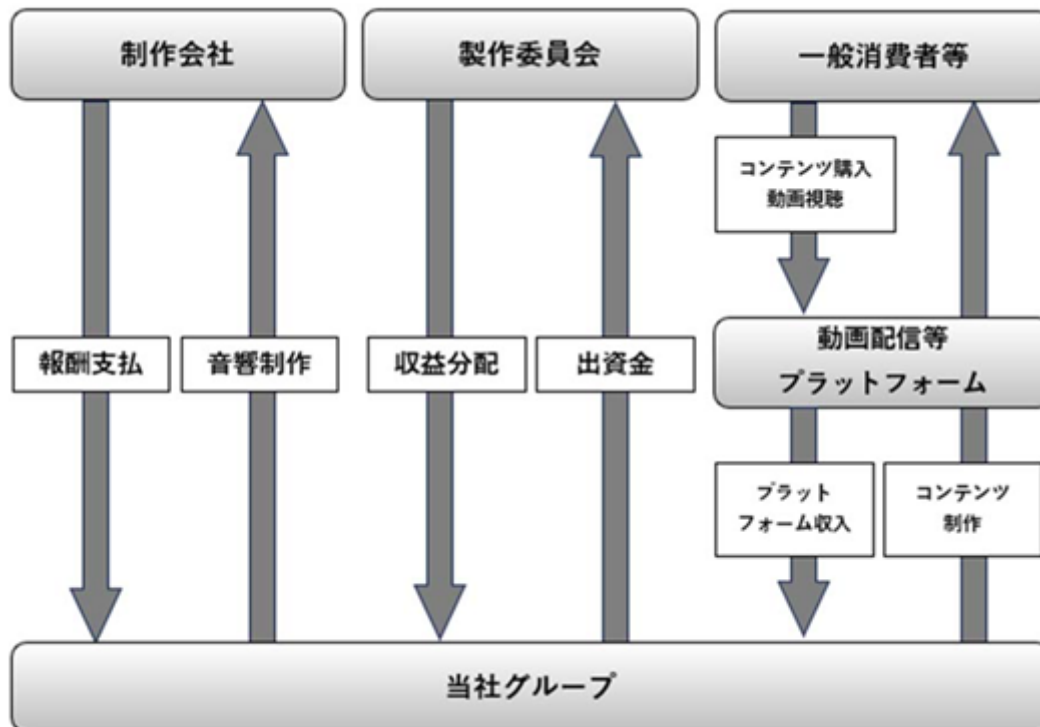 制作会社
製作委員会
一般消費者等
コンテンツ購入
動画視聴
動画配信等
プラットフォーム
報酬支払
音響制作
収益分配
出資金
プラット
フォーム収入
コンテンツ
制作
当社グループ